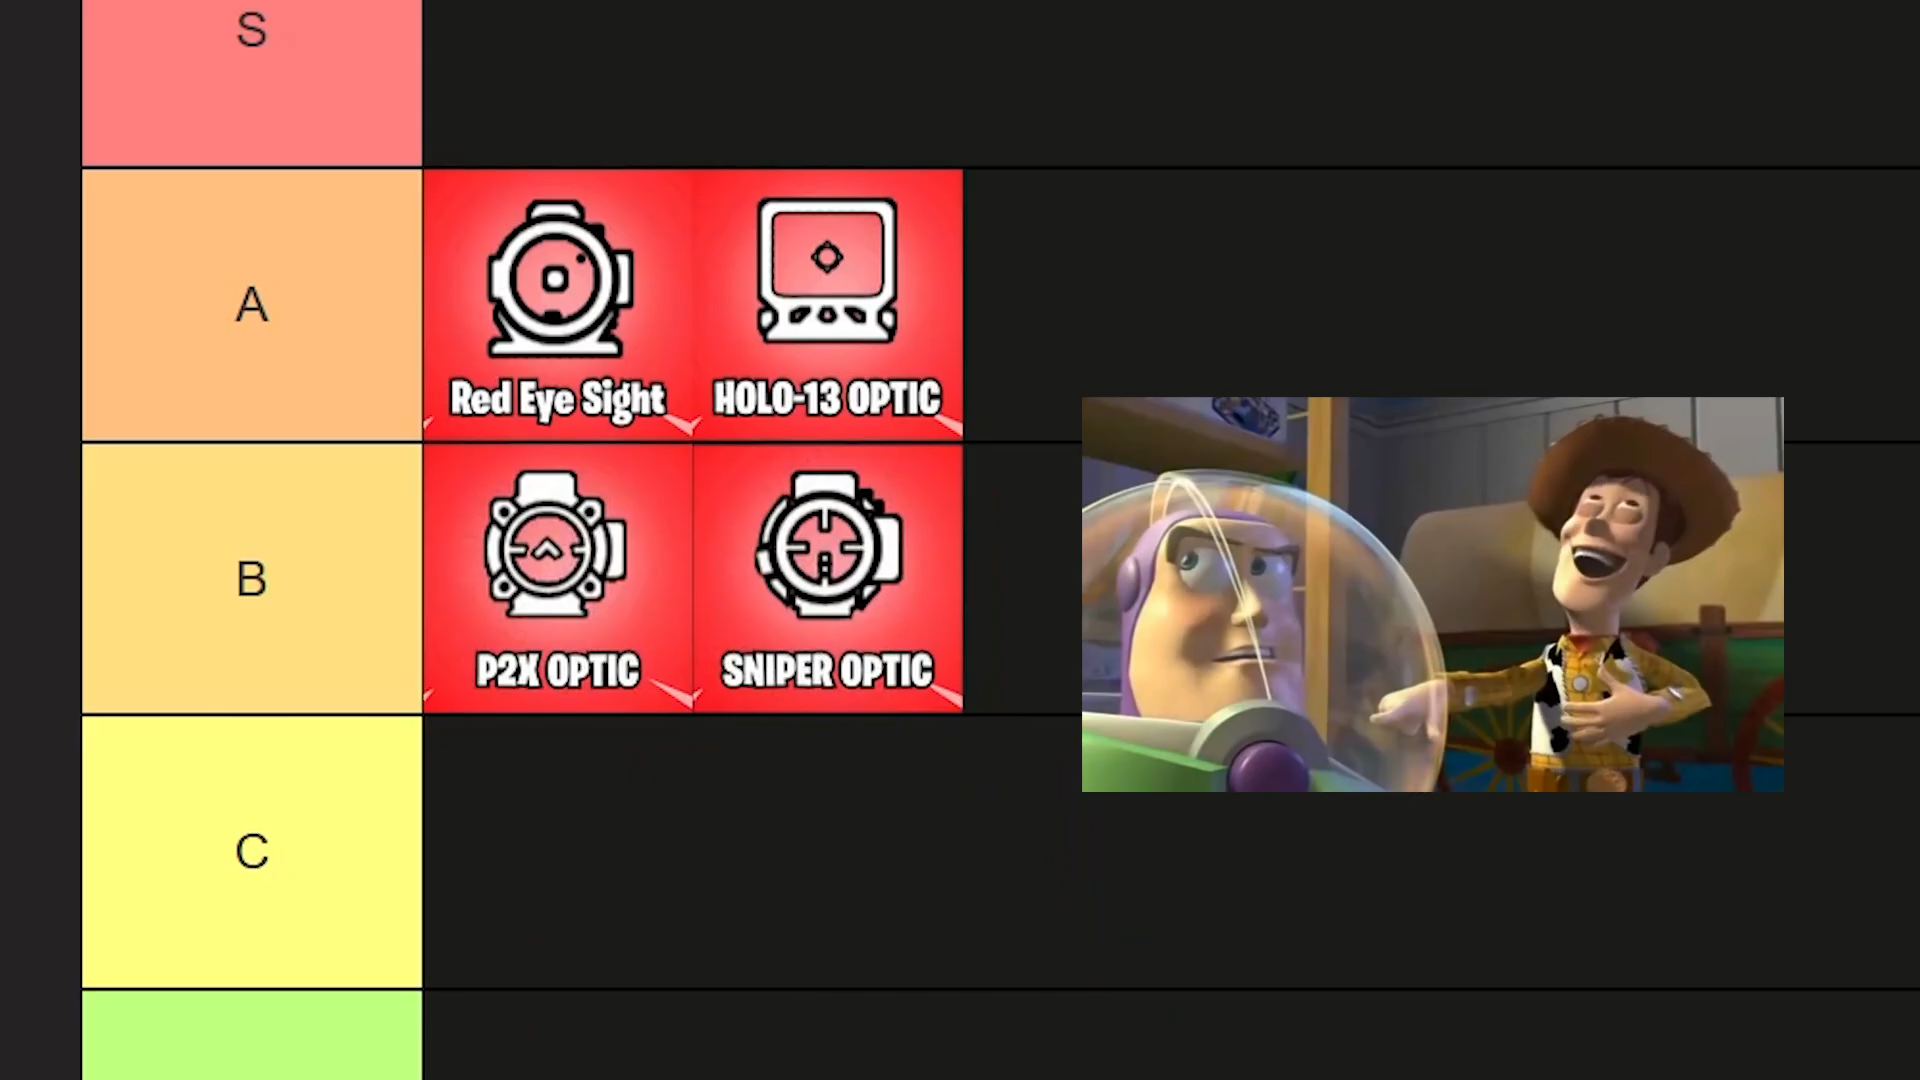 S
A
Red Eye Sight
HOLO-13 OPTIC
B
P2X OPTIC
SNIPER OPTIC
C